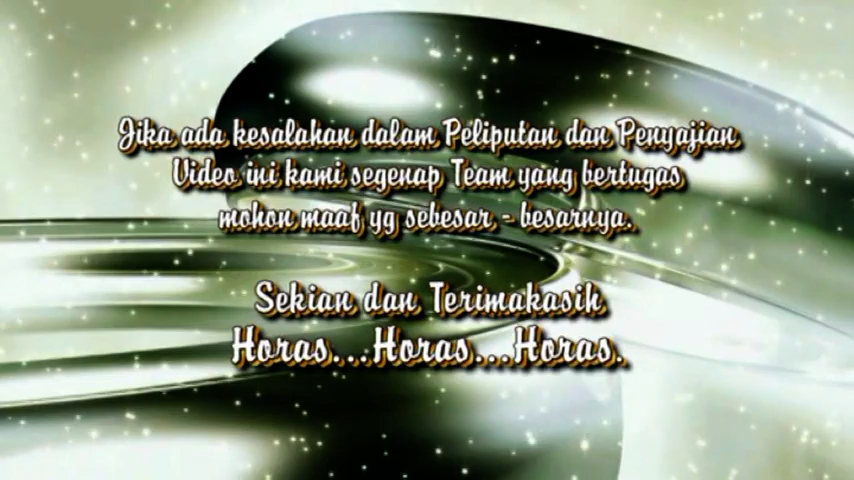 Jika ada kesalahan dalam Peliputan dan Penyajian
Video ini kami segenap Team yang bertugas
mohon maaf yg sebesar - besarnya.
Sekian dan Terimakasih
Horas...Horas...Horas.